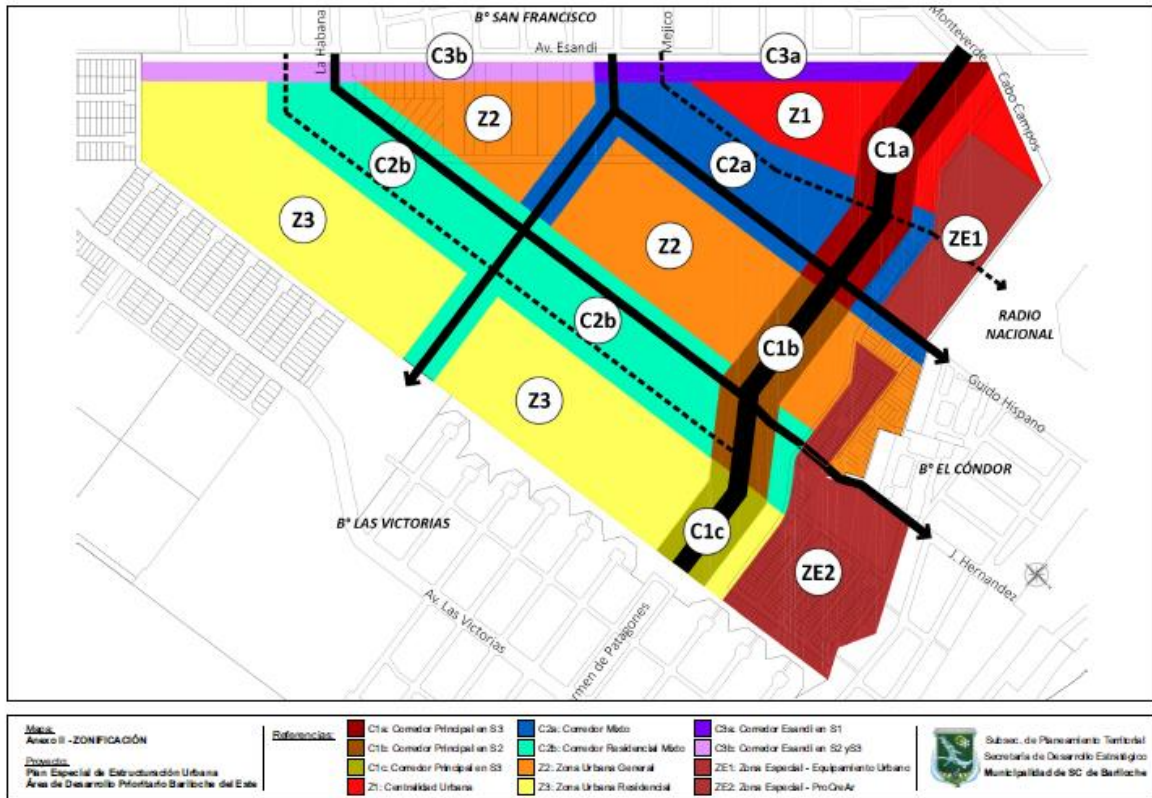 Bº SAN FRANCISCO
La Habana
Av. Esandi
Mejico
Monteverde
Cabo Campos
C3b
C3a
Z2
Z1
C1a
C2b
C2a
Z3
Z2
ZE1
RADIO
NACIONAL
C2b
C1b
Guido Hispano
Z3
Bº EL CÓNDOR
Bº LAS VICTORIAS
C1c
ZE2
J. Hernandez
Av. Las Victorias
rmen de Patagones
Mapa:
Anexo II - ZONIFICACIÓN
Proyecto:
Plan Especial de Estructuración Urbana
Área de Desarrollo Prioritario Bariloche del Este
Referencias:
C1a: Corredor Principal en S3
C1b: Corredor Principal en S2
C1c: Corredor Principal en S3
Z1: Centralidad Urbana
C2a: Corredor Mixto
C2b: Corredor Residencial Mixto
Z2: Zona Urbana General
Z3: Zona Urbana Residencial
C3a: Corredor Esandi en S1
C3b: Corredor Esandi en S2 yS3
ZE1: Zona Especial - Equipamiento Urbano
ZE2: Zona Especial - ProCreAr
Subsec. de Planeamiento Territorial
Secretaría de Desarrollo Estratégico
Municipalidad de SC de Bariloche